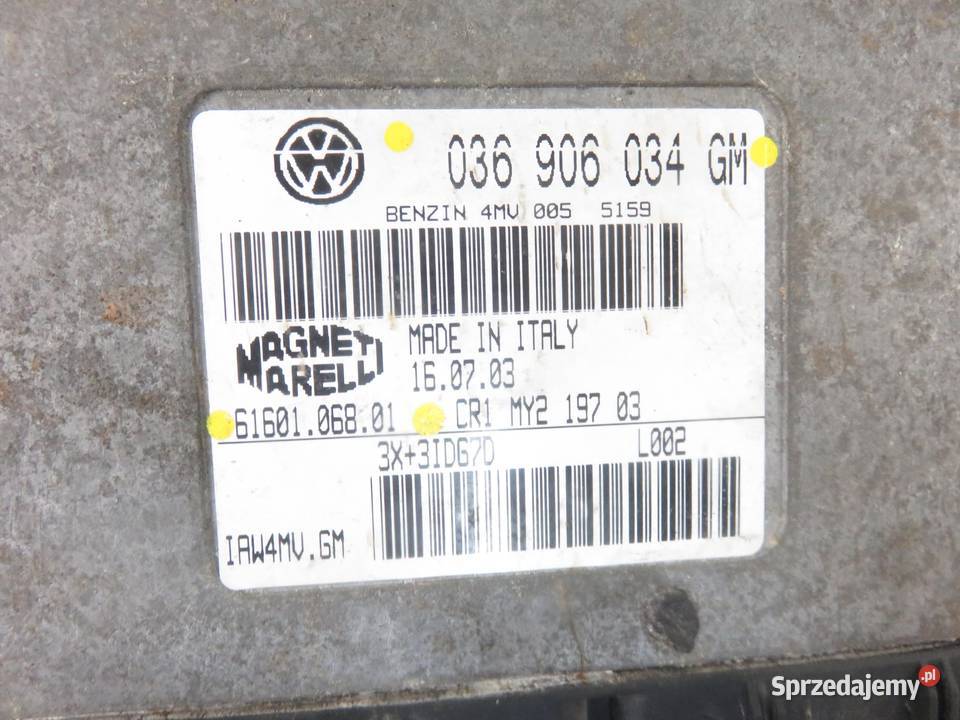 036 906 034 GM
BENZIN 4MV 005 5159
MAGNETI MARELLI
MADE IN ITALY
16.07.03
61601.068.01 CR1 MY2 197 03
3X+3IDG7D L002
IAW4MV.GM
Sprzedajemy.pl